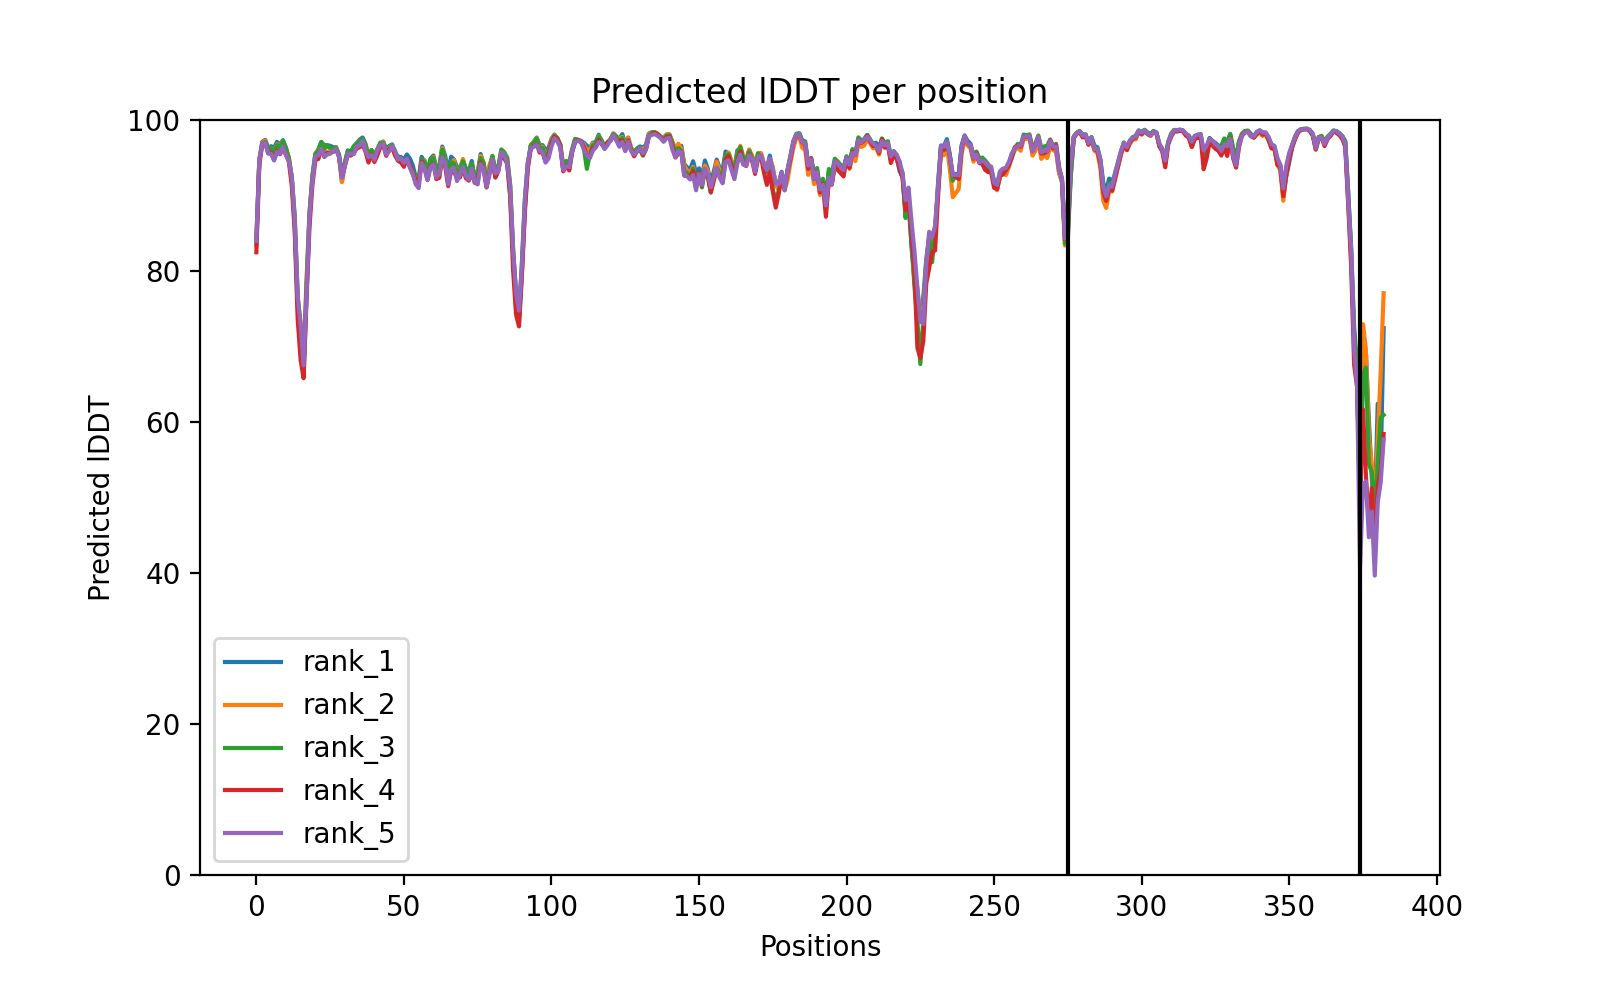 Predicted lDDT per position
100
80
60
40
20
0
Predicted lDDT
rank_1
rank_2
rank_3
rank_4
rank_5
0 50 100 150 200 250 300 350 400
Positions